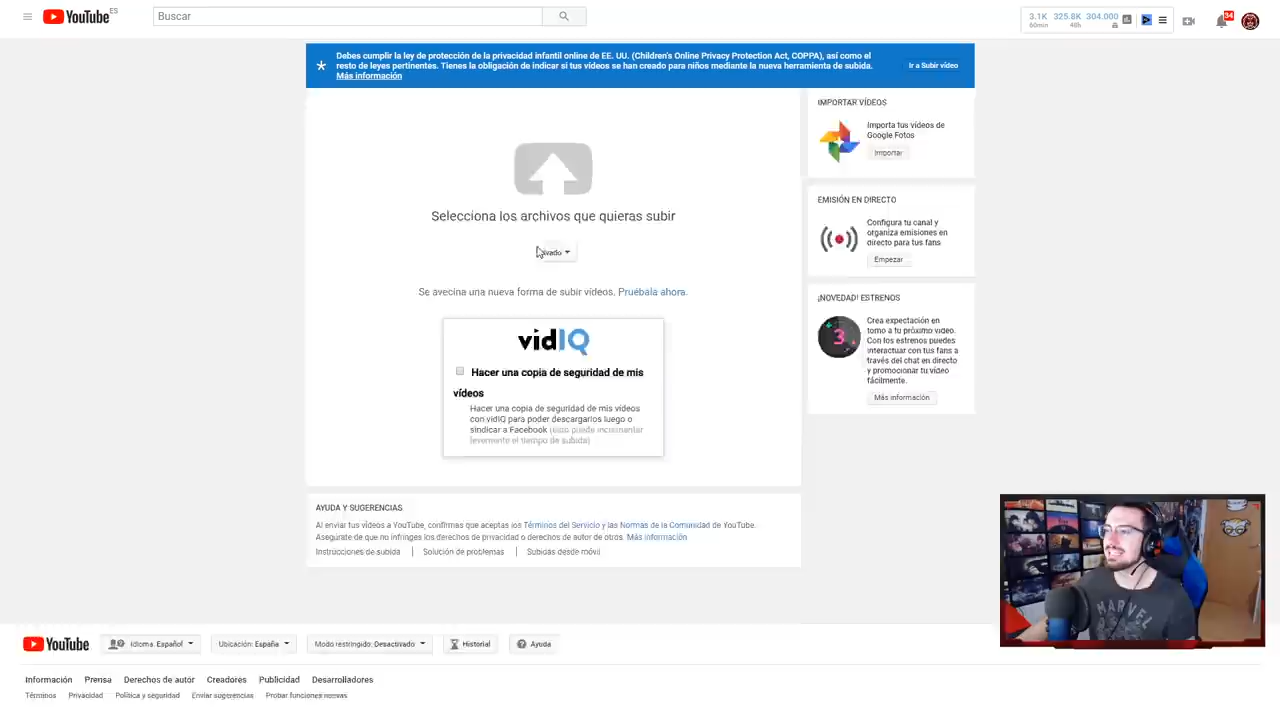 YouTube ES
Buscar
3.1K 325.8K 304.000
60min 48h
34
Debes cumplir la ley de protección de la privacidad infantil online de EE. UU. (Children's Online Privacy Protection Act, COPPA), así como el
resto de leyes pertinentes. Tienes la obligación de indicar si tus vídeos se han creado para niños mediante la nueva herramienta de subida.
Más información
Ir a Subir vídeo
Selecciona los archivos que quieras subir
ivado
Se avecina una nueva forma de subir vídeos. Pruébala ahora.
vidIQ
Hacer una copia de seguridad de mis
vídeos
Hacer una copia de seguridad de mis vídeos
con vidIQ para poder descargarlos luego o
sindicar a Facebook (esto puede incrementar
levemente el tiempo de subida)
IMPORTAR VÍDEOS
Importa tus vídeos de
Google Fotos
Importar
EMISIÓN EN DIRECTO
Configura tu canal y
organiza emisiones en
directo para tus fans
Empezar
¡NOVEDAD! ESTRENOS
3
Crea expectación en
torno a tu próximo vídeo.
Con los estrenos puedes
interactuar con tus fans a
través del chat en directo
y promocionar tu vídeo
fácilmente.
Más información
AYUDA Y SUGERENCIAS
Al enviar tus vídeos a YouTube, confirmas que aceptas los Términos del Servicio y las Normas de la Comunidad de YouTube.
Asegúrate de que no infringes los derechos de privacidad o derechos de autor de otros. Más información
Instrucciones de subida | Solución de problemas | Subidas desde móvil
MARVEL
YouTube
Idioma: Español
Ubicación: España
Modo restringido: Desactivado
Historial
Ayuda
Información Prensa Derechos de autor Creadores Publicidad Desarrolladores
Términos Privacidad Política y seguridad Enviar sugerencias Probar funciones nuevas